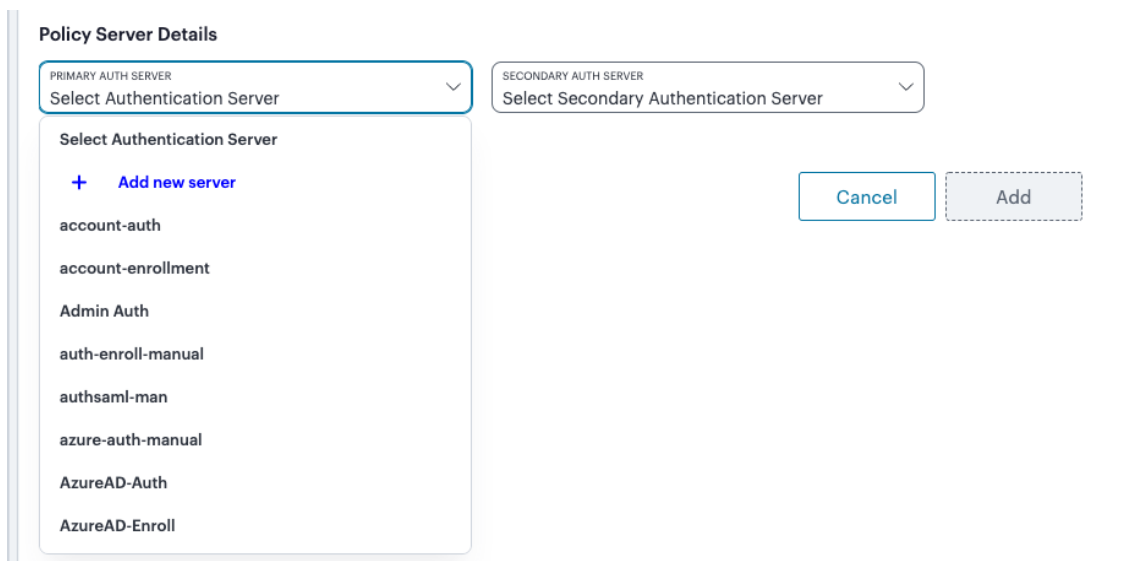 Policy Server Details
PRIMARY AUTH SERVER
Select Authentication Server
SECONDARY AUTH SERVER
Select Secondary Authentication Server
Select Authentication Server
+ Add new server
account-auth
account-enrollment
Admin Auth
auth-enroll-manual
authsaml-man
azure-auth-manual
AzureAD-Auth
AzureAD-Enroll
Cancel
Add